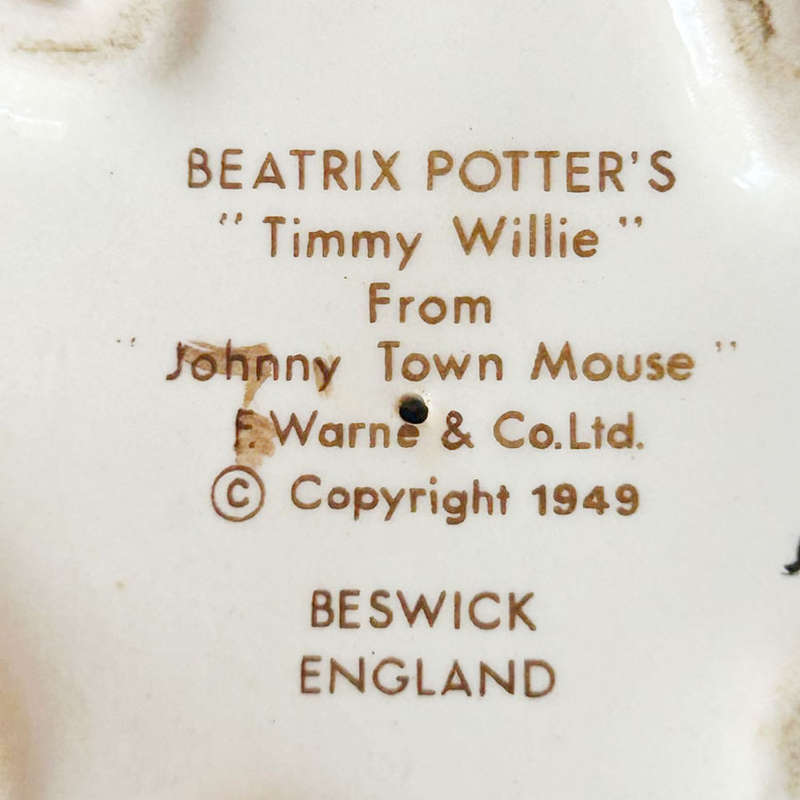 BEATRIX POTTER'S
"Timmy Willie"
From
"Johnny Town Mouse"
F. Warne & Co. Ltd.
© Copyright 1949
BESWICK
ENGLAND